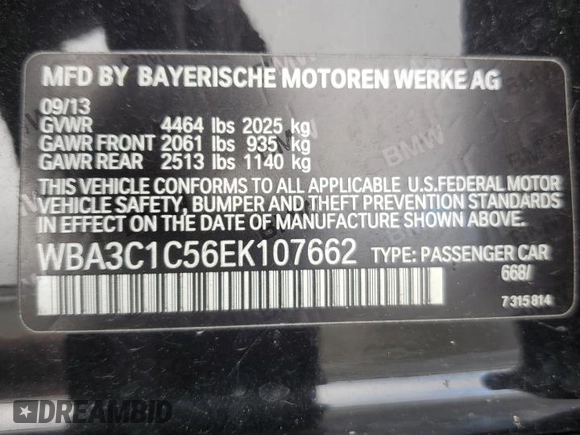 MFD BY BAYERISCHE MOTOREN WERKE AG
09/13
GVWR 4464 lbs 2025 kg
GAWR FRONT 2061 lbs 935 kg
GAWR REAR 2513 lbs 1140 kg
THIS VEHICLE CONFORMS TO ALL APPLICABLE U.S.FEDERAL MOTOR
VEHICLE SAFETY, BUMPER AND THEFT PREVENTION STANDARDS
IN EFFECT ON THE DATE OF MANUFACTURE SHOWN ABOVE.
WBA3C1C56EK107662 TYPE: PASSENGER CAR
668/
7 315 814
BMW
DREAMBID